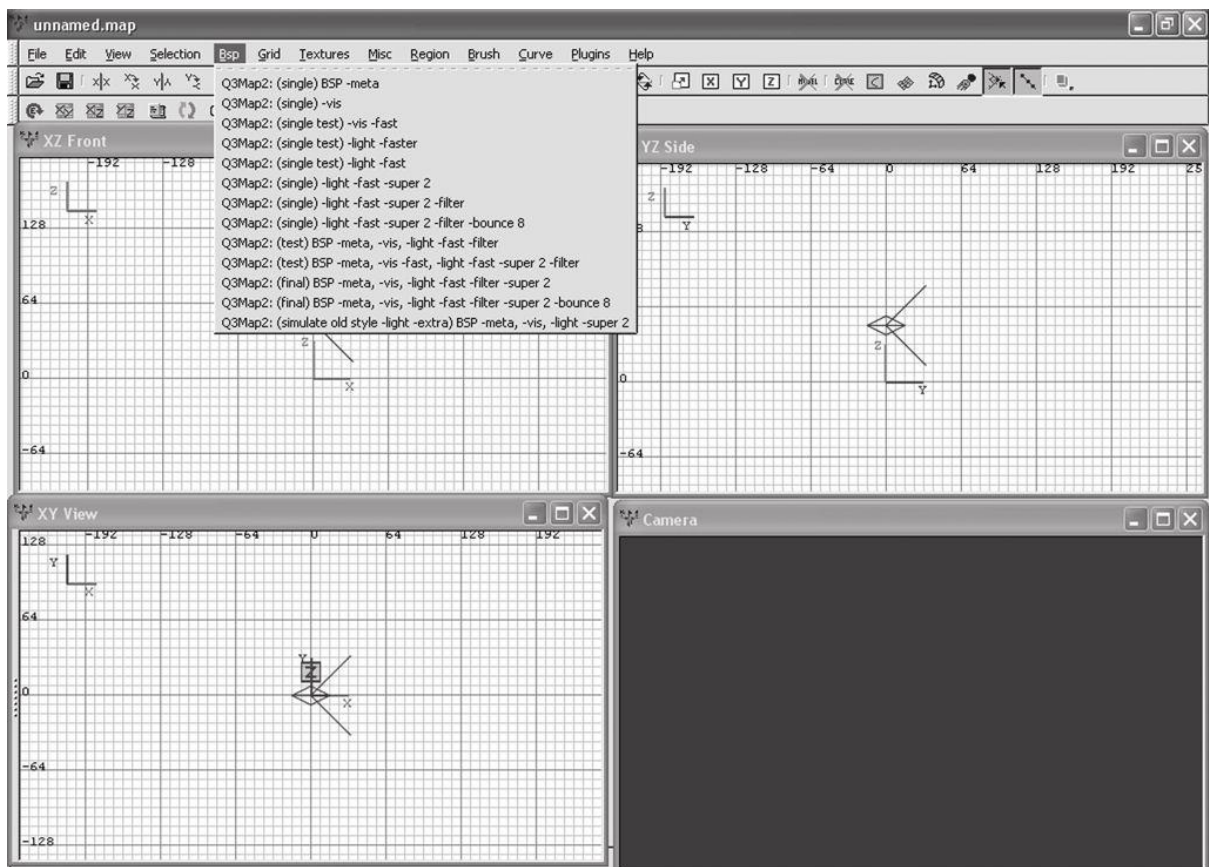 unnamed.map
File Edit View Selection Bsp Grid Textures Misc Region Brush Curve Plugins Help
Q3Map2: (single) BSP -meta
Q3Map2: (single) -vis
Q3Map2: (single test) -vis -fast
Q3Map2: (single test) -light -faster
Q3Map2: (single test) -light -fast
Q3Map2: (single) -light -fast -super 2
Q3Map2: (single) -light -fast -super 2 -filter
Q3Map2: (single) -light -fast -super 2 -filter -bounce 8
Q3Map2: (test) BSP -meta, -vis, -light -fast -filter
Q3Map2: (test) BSP -meta, -vis -fast, -light -fast -super 2 -filter
Q3Map2: (final) BSP -meta, -vis, -light -fast -filter -super 2
Q3Map2: (final) BSP -meta, -vis, -light -fast -filter -super 2 -bounce 8
Q3Map2: (simulate old style -light -extra) BSP -meta, -vis, -light -super 2
X Y Z
XZ Front
-192 -128
Z
X
128
64
Z
X
0
-64
YZ Side
-192 -128 -64 0 64 128 192 25
Z
Y
Z
Y
0
-64
XY View
-192 -128 -64 0 64 128 192
128
Y
X
64
Y
Z
0
X
-64
-128
Camera